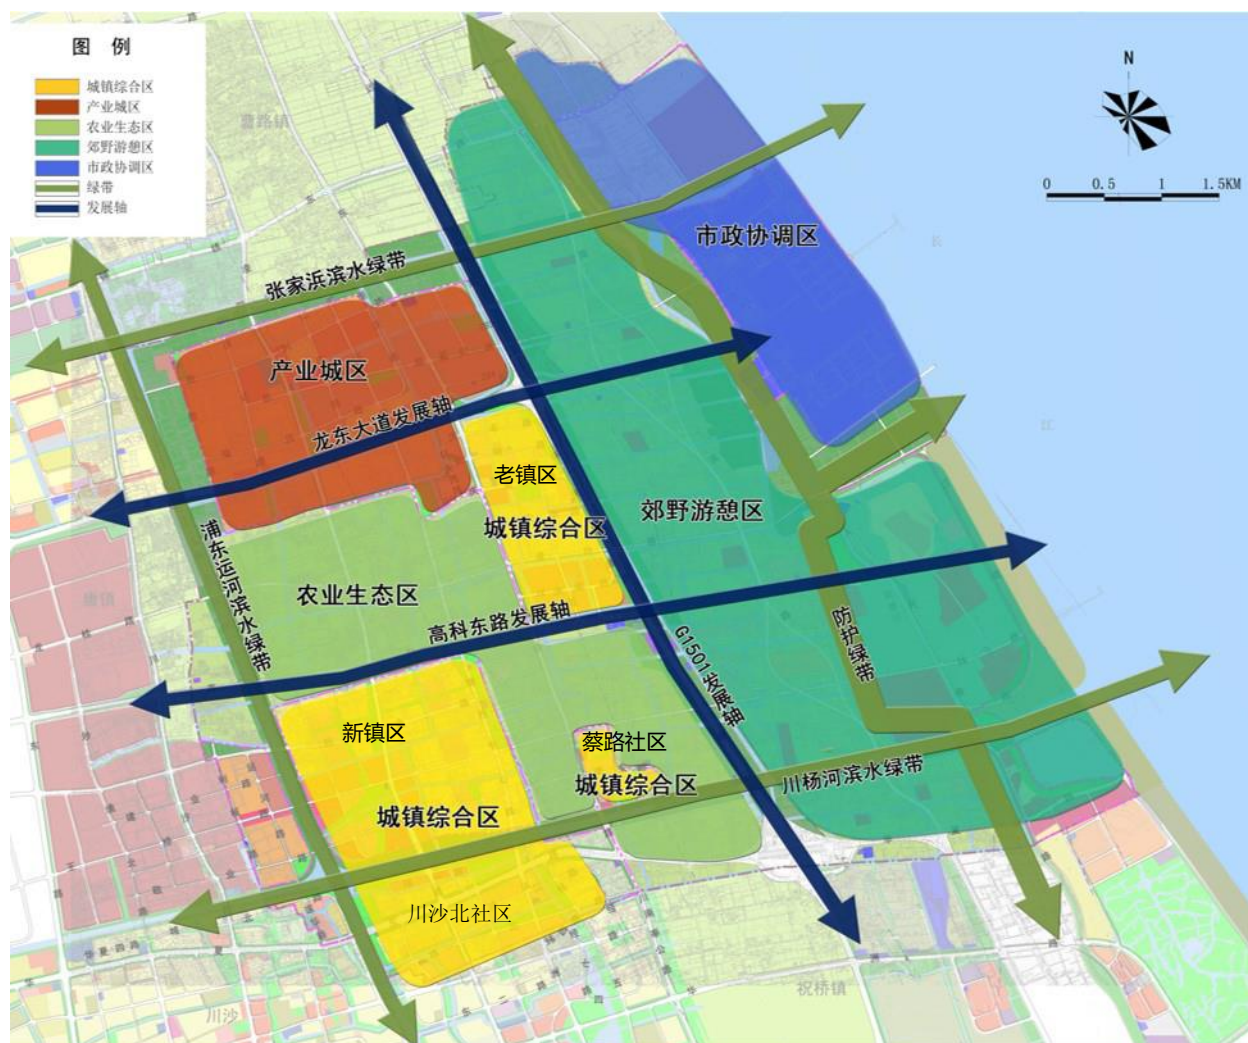 图 例
城镇综合区
产业城区
农业生态区
郊野游憩区
市政协调区
绿带
发展轴
曹路镇
N
0 0.5 1 1.5KM
市政协调区
长
江
张家浜滨水绿带
产业城区
龙东大道发展轴
老镇区
城镇综合区
郊野游憩区
浦东运河滨水绿带
农业生态区
高科东路发展轴
G1501发展轴
防护绿带
新镇区
蔡路社区
城镇综合区
川杨河滨水绿带
城镇综合区
川沙北社区
祝桥镇
川沙